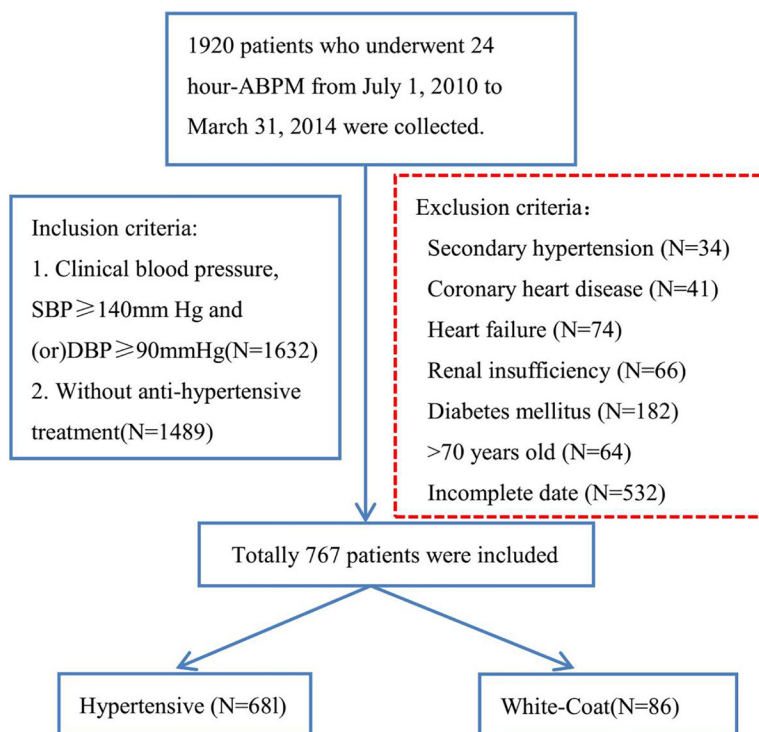 1920 patients who underwent 24
hour-ABPM from July 1, 2010 to
March 31, 2014 were collected.
Inclusion criteria:
1. Clinical blood pressure,
SBP≥140mm Hg and
(or)DBP≥90mmHg(N=1632)
2. Without anti-hypertensive
treatment(N=1489)
Exclusion criteria：
Secondary hypertension (N=34)
Coronary heart disease (N=41)
Heart failure (N=74)
Renal insufficiency (N=66)
Diabetes mellitus (N=182)
>70 years old (N=64)
Incomplete date (N=532)
Totally 767 patients were included
Hypertensive (N=68l)
White-Coat(N=86)